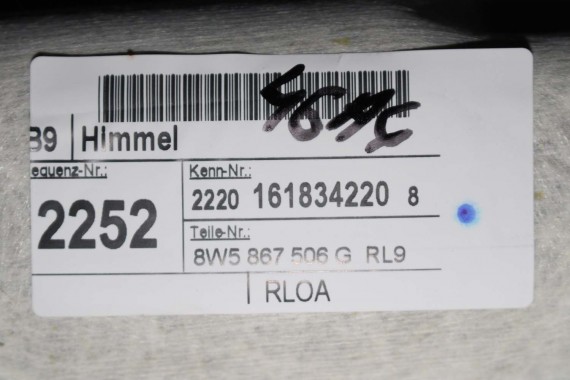 B9 Himmel
equenz-Nr.: Kenn-Nr.:
2252 2220 161834220 8
Teile-Nr.:
8W5 867 506 G RL9
RLOA